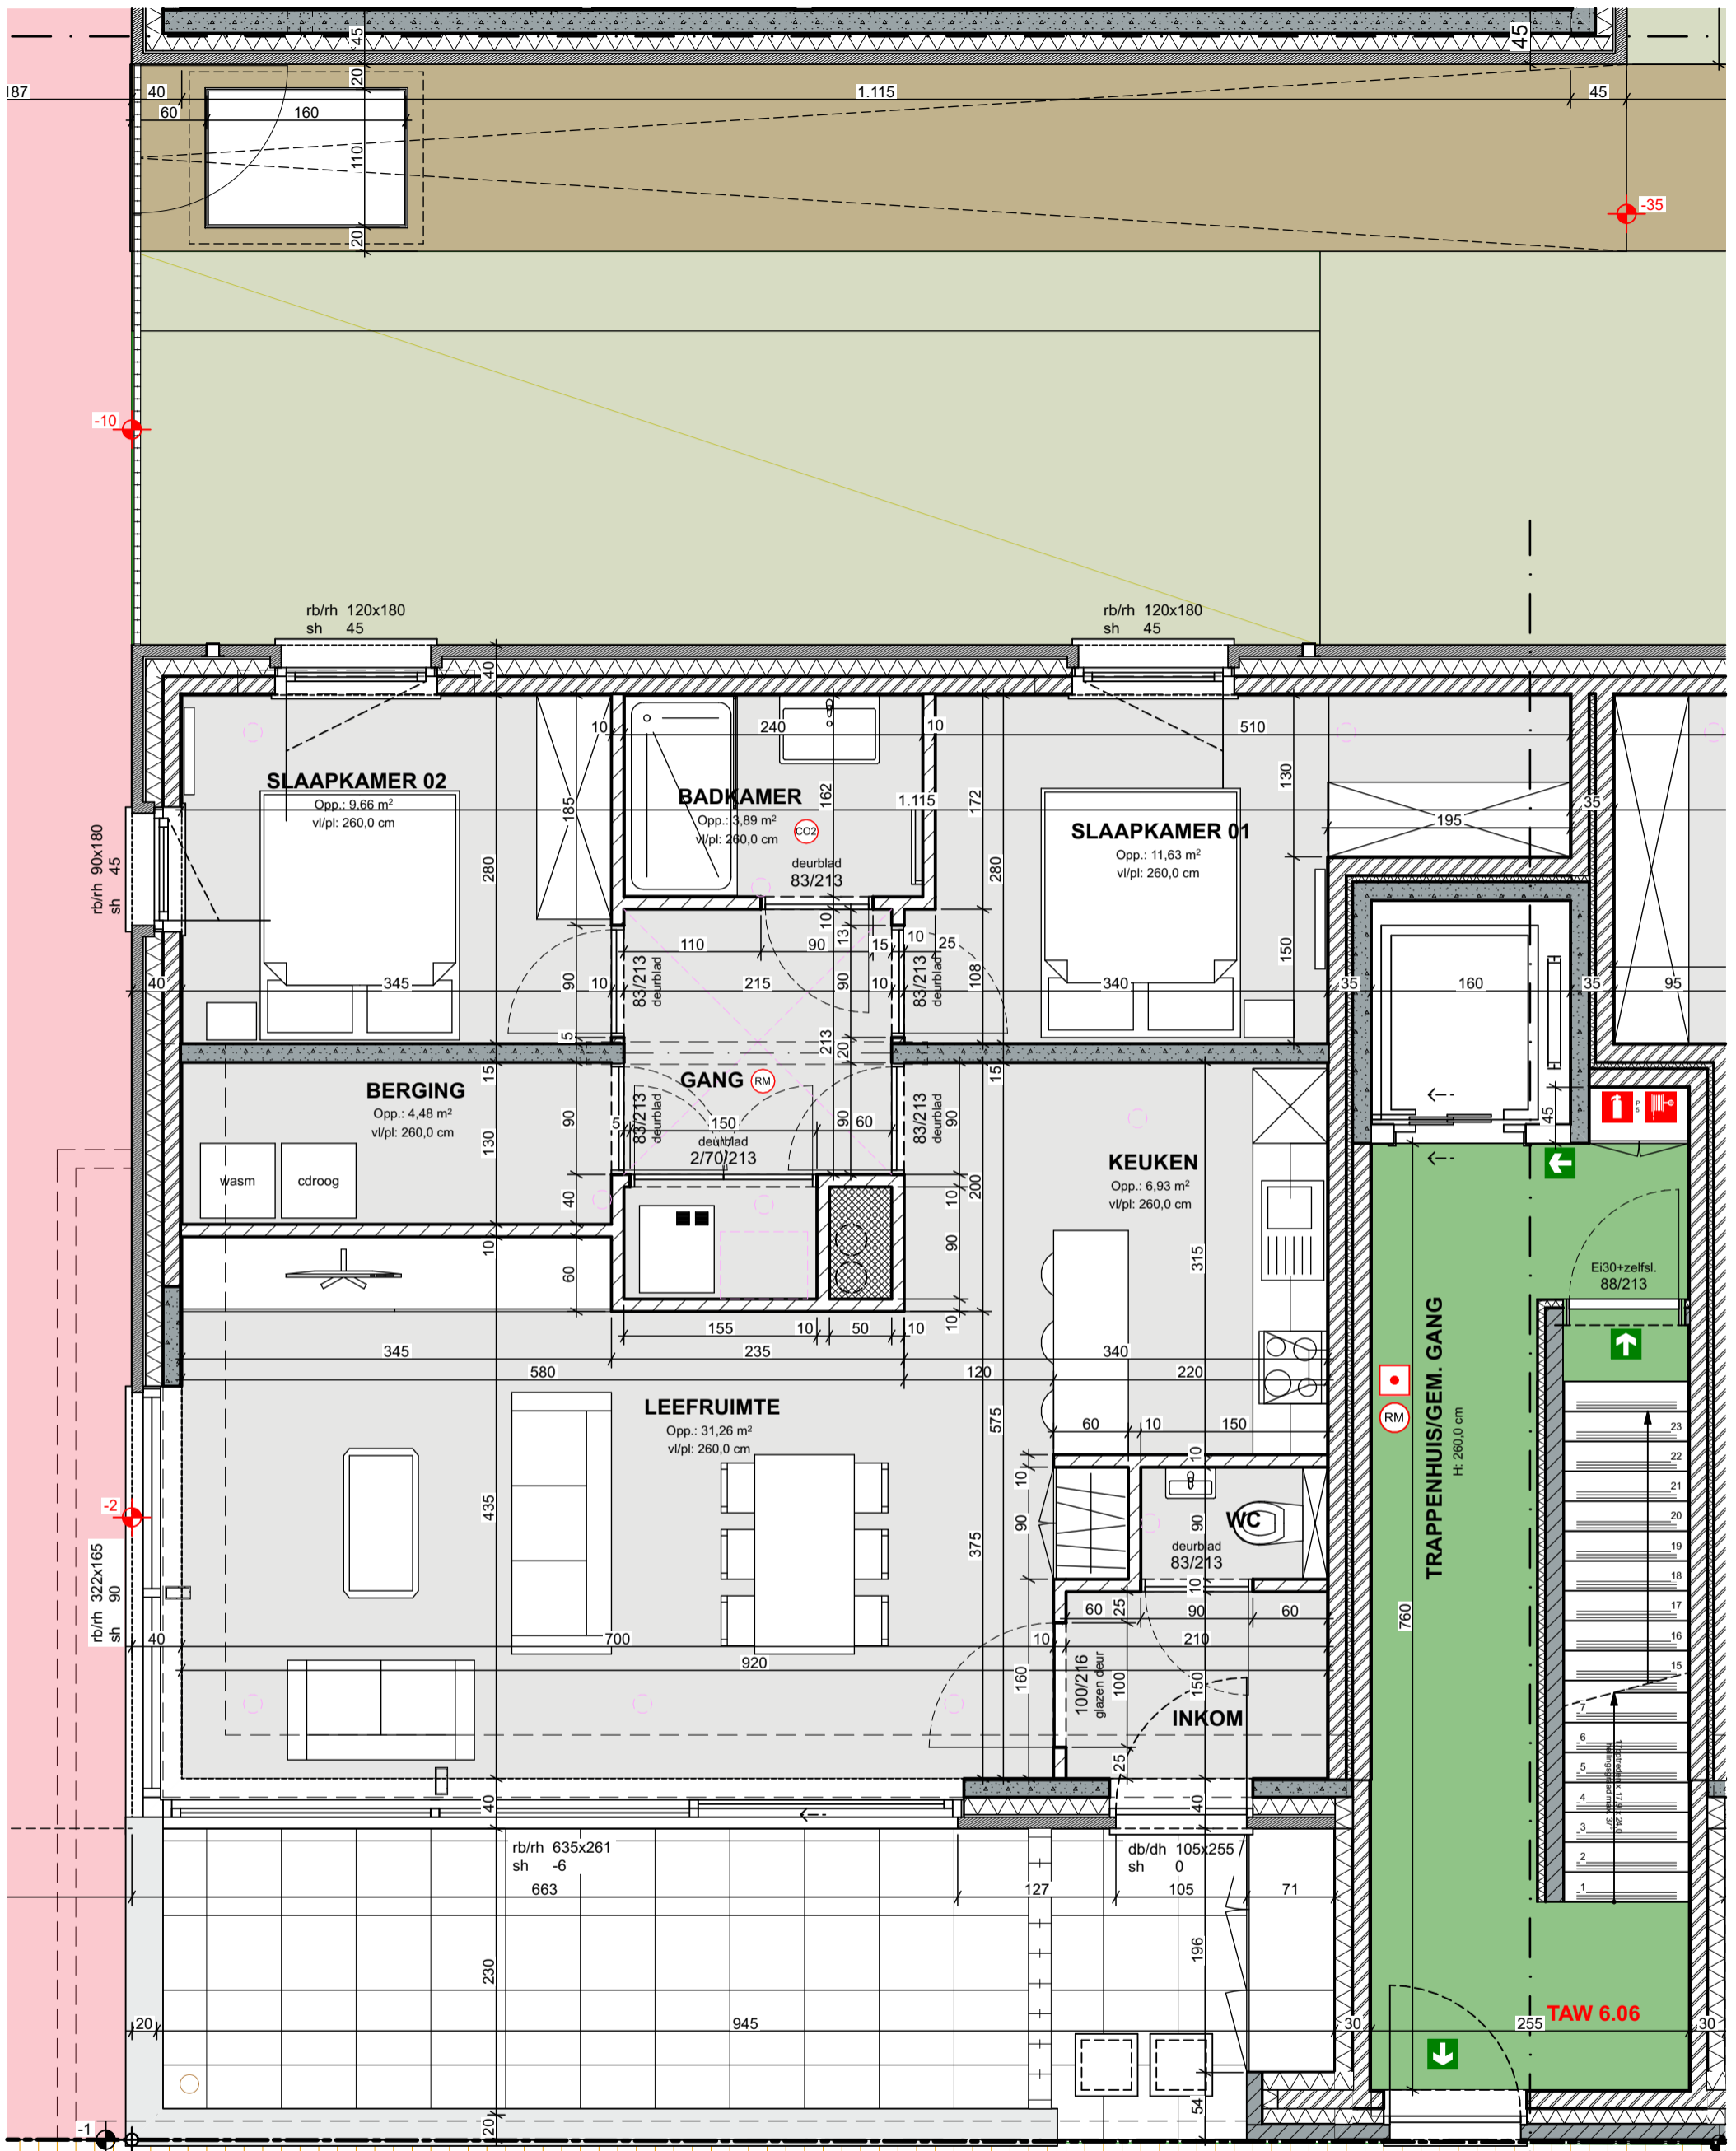 45
45
20
187
40
1.115
45
60
160
110
-35
20
-10
rb/rh 120x180
sh 45
rb/rh 120x180
sh 45
40
10
240
10
510
SLAAPKAMER 02
Opp.: 9,66 m²
vl/pl: 260,0 cm
185
BADKAMER
Opp.: 3,89 m²
vl/pl: 260,0 cm
162
CO2
1.115
172
130
35
195
SLAAPKAMER 01
Opp.: 11,63 m²
vl/pl: 260,0 cm
deurblad
83/213
rb/rh 90x180
sh 45
280
280
10
13
110
90
15
10
25
150
90
83/213
deurblad
90
83/213
deurblad
108
40
345
10
215
10
340
35
160
35
95
5
213
20
15
15
GANG
RM
BERGING
Opp.: 4,48 m²
vl/pl: 260,0 cm
130
90
83/213
deurblad
5
150
90
60
83/213
deurblad
90
deurblad
2/70/213
45
KEUKEN
Opp.: 6,93 m²
vl/pl: 260,0 cm
wasm
cdroog
40
10
200
10
60
90
315
10
Ei30+zelfsl.
88/213
155
10
50
10
345
235
340
580
120
220
LEEFRUIMTE
Opp.: 31,26 m²
vl/pl: 260,0 cm
575
60
10
150
10
RM
TRAPPENHUIS/GEM. GANG
H: 260,0 cm
23
22
21
20
19
18
17
16
15
7
6
5
4
3
2
1
435
375
10
90
90
WC
deurblad
83/213
10
-2
rb/rh 322x165
sh 90
60
25
90
60
760
40
700
10
210
920
160
100/216
glazen deur
100
150
INKOM
25
40
40
rb/rh 635x261
sh -6
db/dh 105x255
sh 0
663
127
105
71
230
196
20
945
30
255
30
TAW 6.06
54
20
-1